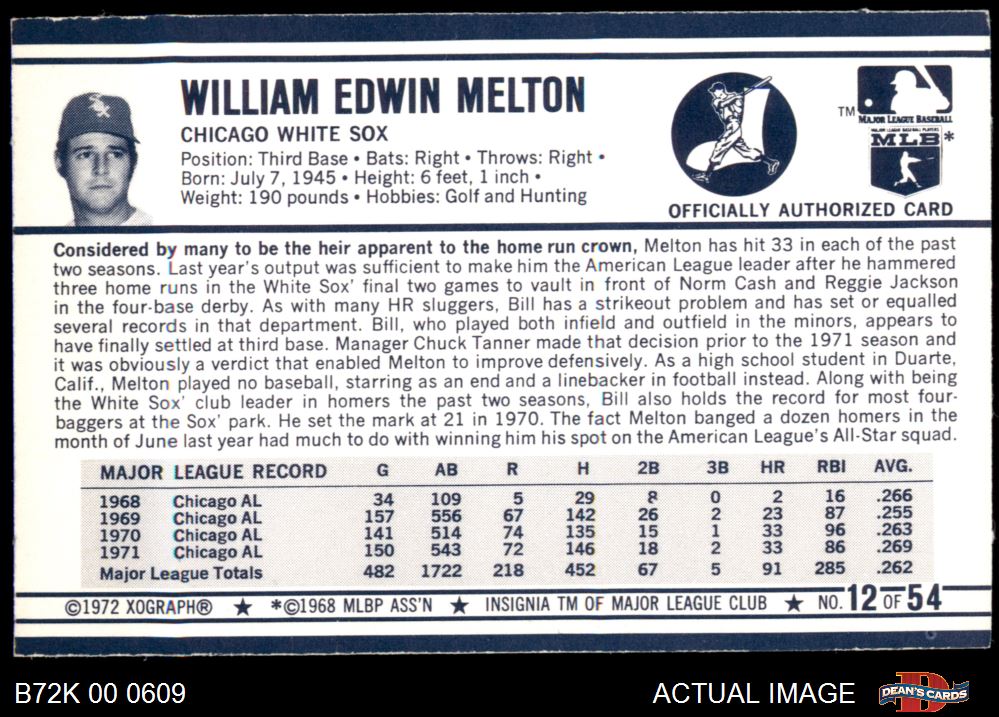 WILLIAM EDWIN MELTON
CHICAGO WHITE SOX
Position: Third Base • Bats: Right • Throws: Right •
Born: July 7, 1945 • Height: 6 feet, 1 inch •
Weight: 190 pounds • Hobbies: Golf and Hunting
TM
MAJOR LEAGUE BASEBALL
MAJOR LEAGUE BASEBALL PLAYERS
MLB*
OFFICIALLY AUTHORIZED CARD
Considered by many to be the heir apparent to the home run crown, Melton has hit 33 in each of the past
two seasons. Last year's output was sufficient to make him the American League leader after he hammered
three home runs in the White Sox' final two games to vault in front of Norm Cash and Reggie Jackson
in the four-base derby. As with many HR sluggers, Bill has a strikeout problem and has set or equalled
several records in that department. Bill, who played both infield and outfield in the minors, appears to
have finally settled at third base. Manager Chuck Tanner made that decision prior to the 1971 season and
it was obviously a verdict that enabled Melton to improve defensively. As a high school student in Duarte,
Calif., Melton played no baseball, starring as an end and a linebacker in football instead. Along with being
the White Sox' club leader in homers the past two seasons, Bill also holds the record for most four-
baggers at the Sox' park. He set the mark at 21 in 1970. The fact Melton banged a dozen homers in the
month of June last year had much to do with winning him his spot on the American League's All-Star squad.
MAJOR LEAGUE RECORD G AB R H 2B 3B HR RBI AVG.
1968 Chicago AL 34 109 5 29 8 0 2 16 .266
1969 Chicago AL 157 556 67 142 26 2 23 87 .255
1970 Chicago AL 141 514 74 135 15 1 33 96 .263
1971 Chicago AL 150 543 72 146 18 2 33 86 .269
Major League Totals 482 1722 218 452 67 5 91 285 .262
©1972 XOGRAPH® ★ *©1968 MLBP ASS'N ★ INSIGNIA TM OF MAJOR LEAGUE CLUB ★ NO. 12 OF 54
B72K 00 0609
ACTUAL IMAGE
DEAN'S CARDS